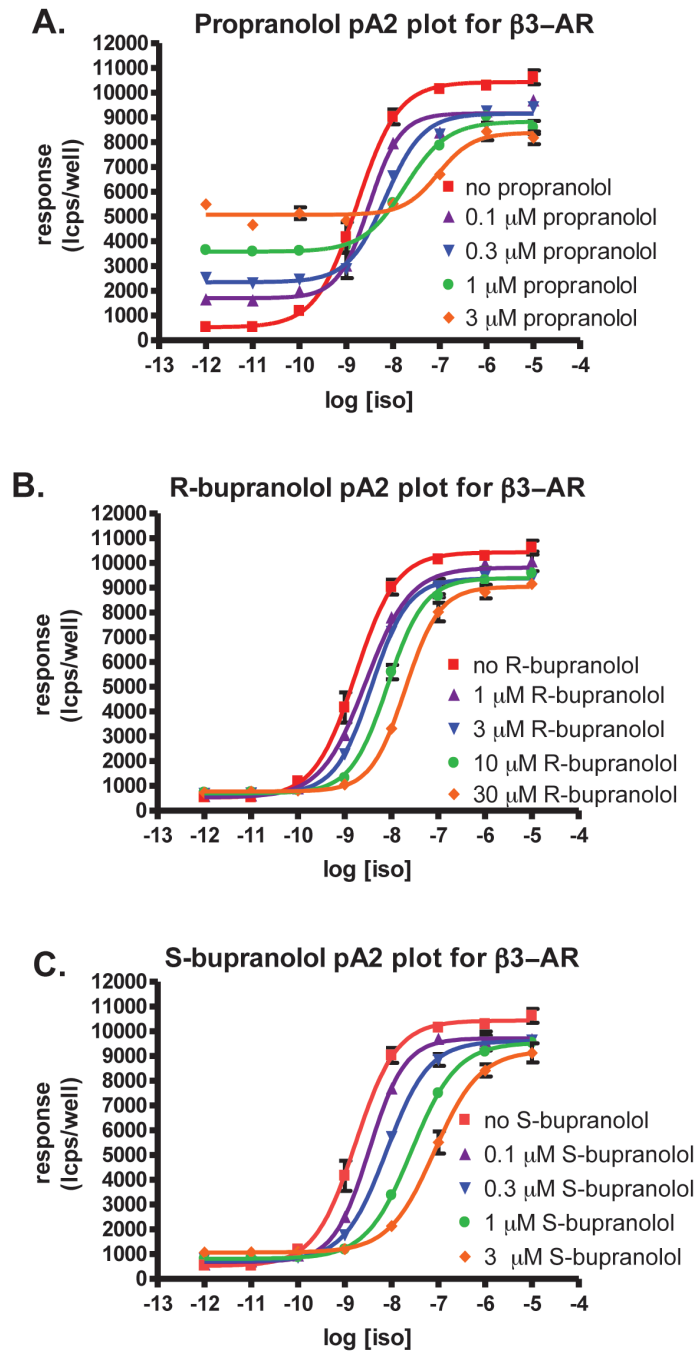 A. Propranolol pA2 plot for β3–AR
response
(lcps/well)
12000
11000
10000
9000
8000
7000
6000
5000
4000
3000
2000
1000
0
no propranolol
0.1 μM propranolol
0.3 μM propranolol
1 μM propranolol
3 μM propranolol
-13 -12 -11 -10 -9 -8 -7 -6 -5 -4
log [iso]
B. R-bupranolol pA2 plot for β3–AR
response
(lcps/well)
12000
11000
10000
9000
8000
7000
6000
5000
4000
3000
2000
1000
0
no R-bupranolol
1 μM R-bupranolol
3 μM R-bupranolol
10 μM R-bupranolol
30 μM R-bupranolol
-13 -12 -11 -10 -9 -8 -7 -6 -5 -4
log [iso]
C. S-bupranolol pA2 plot for β3–AR
response
(lcps/well)
12000
11000
10000
9000
8000
7000
6000
5000
4000
3000
2000
1000
0
no S-bupranolol
0.1 μM S-bupranolol
0.3 μM S-bupranolol
1 μM S-bupranolol
3 μM S-bupranolol
-13 -12 -11 -10 -9 -8 -7 -6 -5 -4
log [iso]